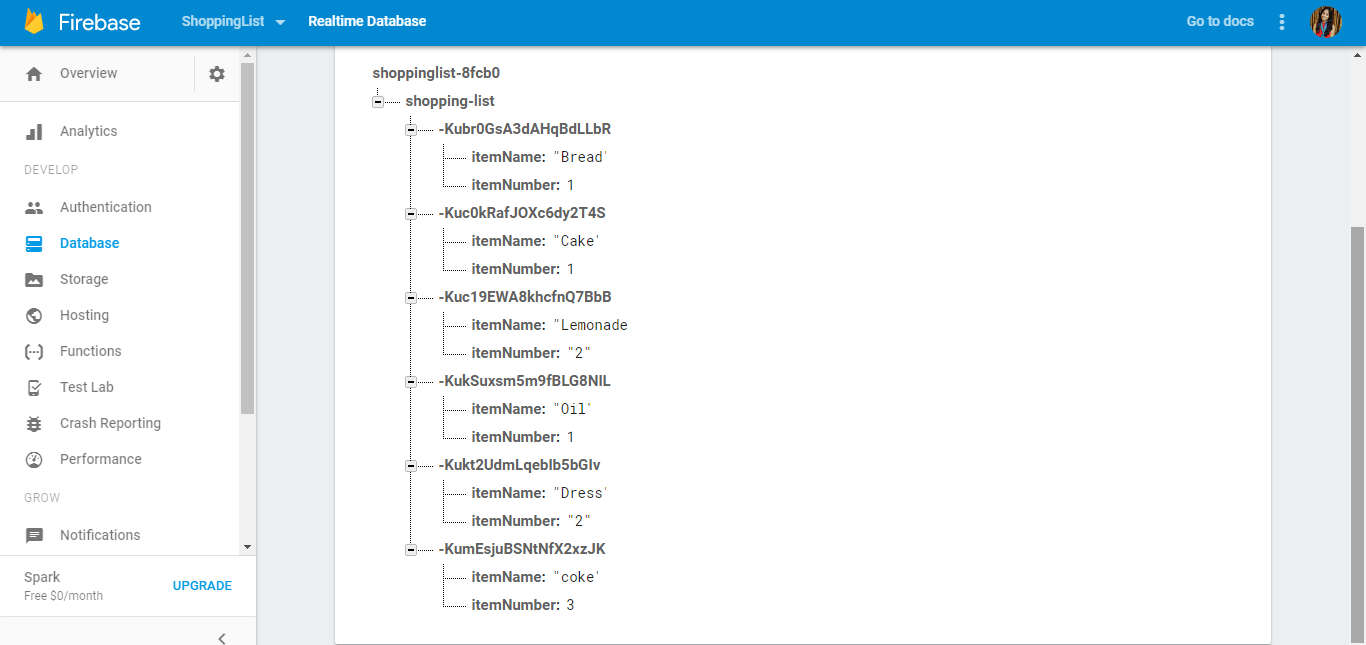 Firebase ShoppingList Realtime Database Go to docs
Overview
Analytics
DEVELOP
Authentication
Database
Storage
Hosting
Functions
Test Lab
Crash Reporting
Performance
GROW
Notifications
Spark
Free $0/month
UPGRADE
shoppinglist-8fcb0
shopping-list
-Kubr0GsA3dAHqBdLLbR
itemName: "Bread"
itemNumber: 1
-Kuc0kRafJOXc6dy2T4S
itemName: "Cake"
itemNumber: 1
-Kuc19EWA8khcfnQ7BbB
itemName: "Lemonade
itemNumber: "2"
-KukSuxsm5m9fBLG8NIL
itemName: "Oil"
itemNumber: 1
-Kukt2UdmLqebIb5bGIv
itemName: "Dress"
itemNumber: "2"
-KumEsjuBSNtNfX2xzJK
itemName: "coke"
itemNumber: 3